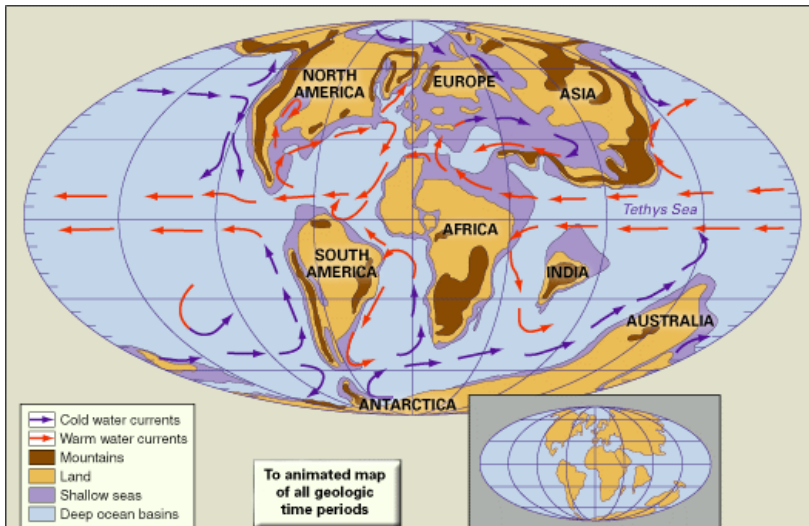 NORTH
AMERICA
EUROPE
ASIA
Tethys Sea
AFRICA
SOUTH
AMERICA
INDIA
AUSTRALIA
ANTARCTICA
Cold water currents
Warm water currents
Mountains
Land
Shallow seas
Deep ocean basins
To animated map
of all geologic
time periods